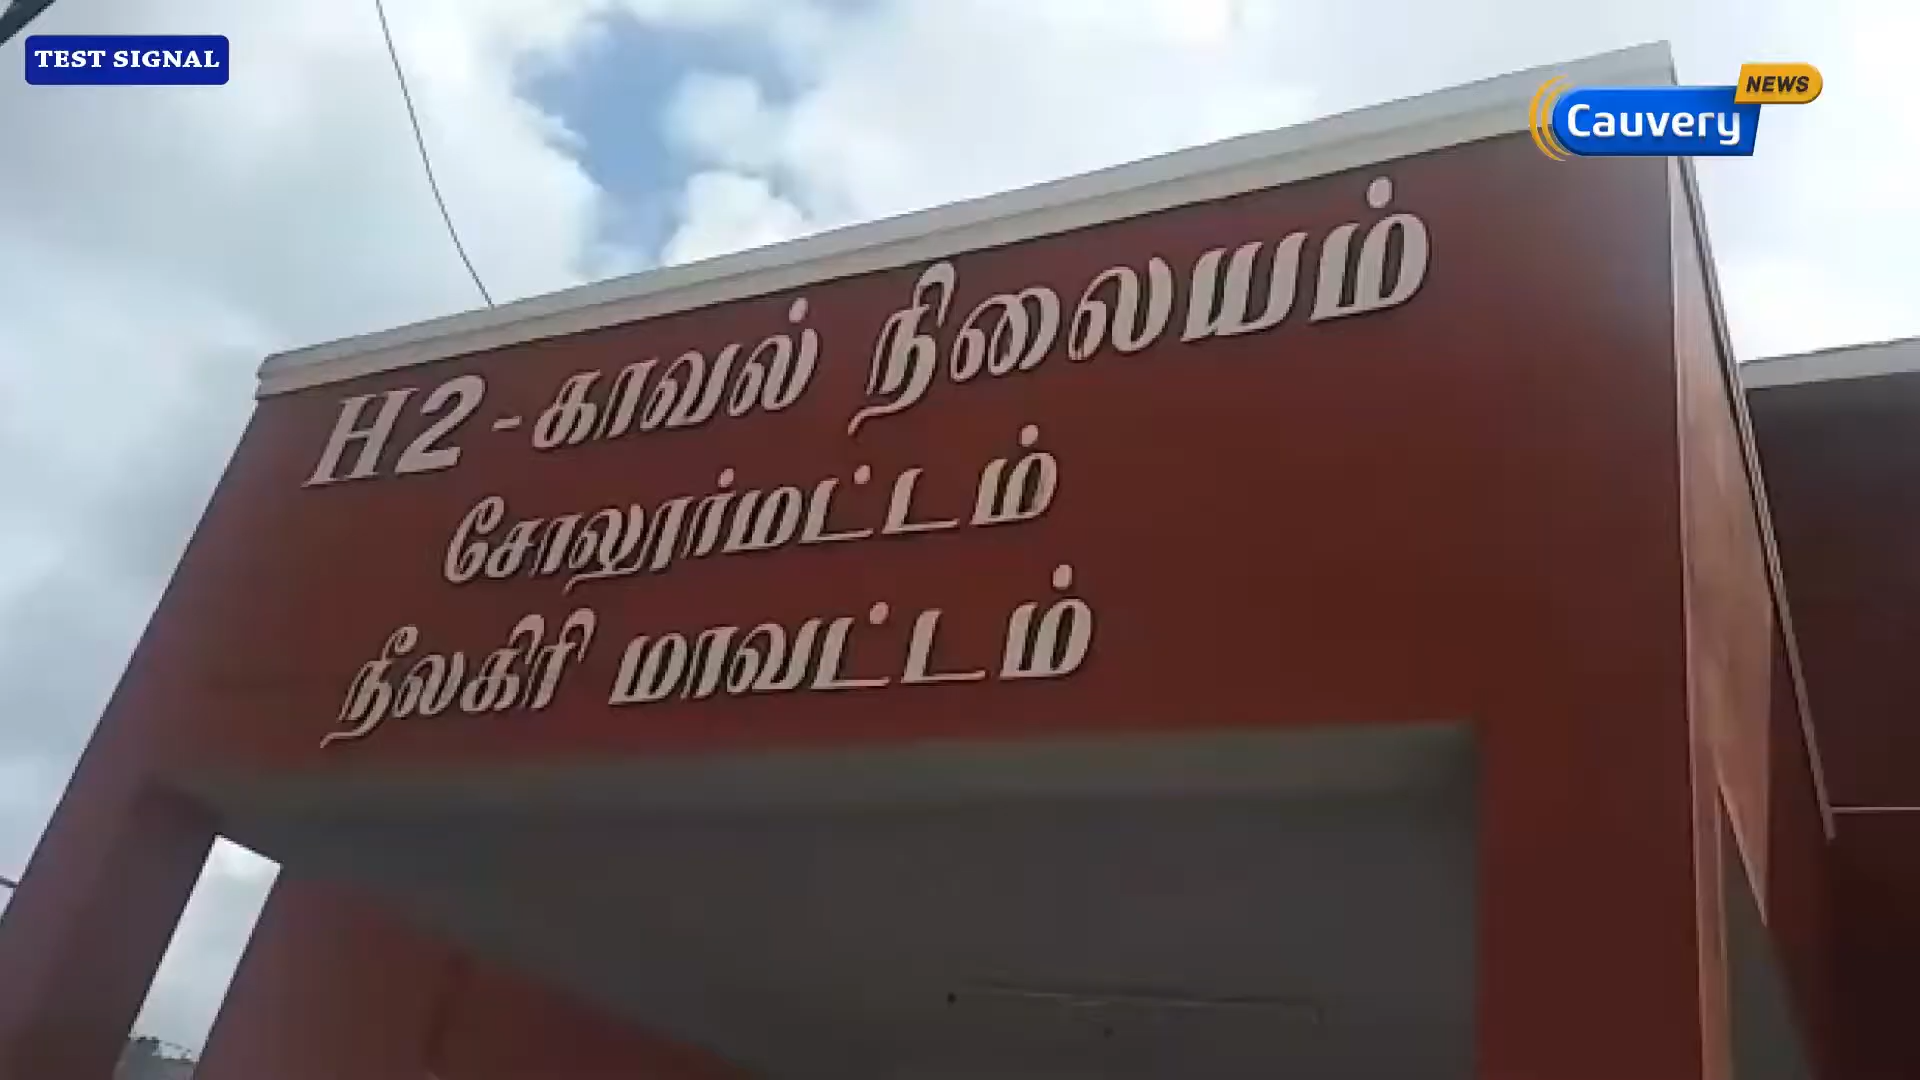 TEST SIGNAL
NEWS
Cauvery
H2-காவல் நிலையம்
சோலூர்மட்டம்
நீலகிரி மாவட்டம்